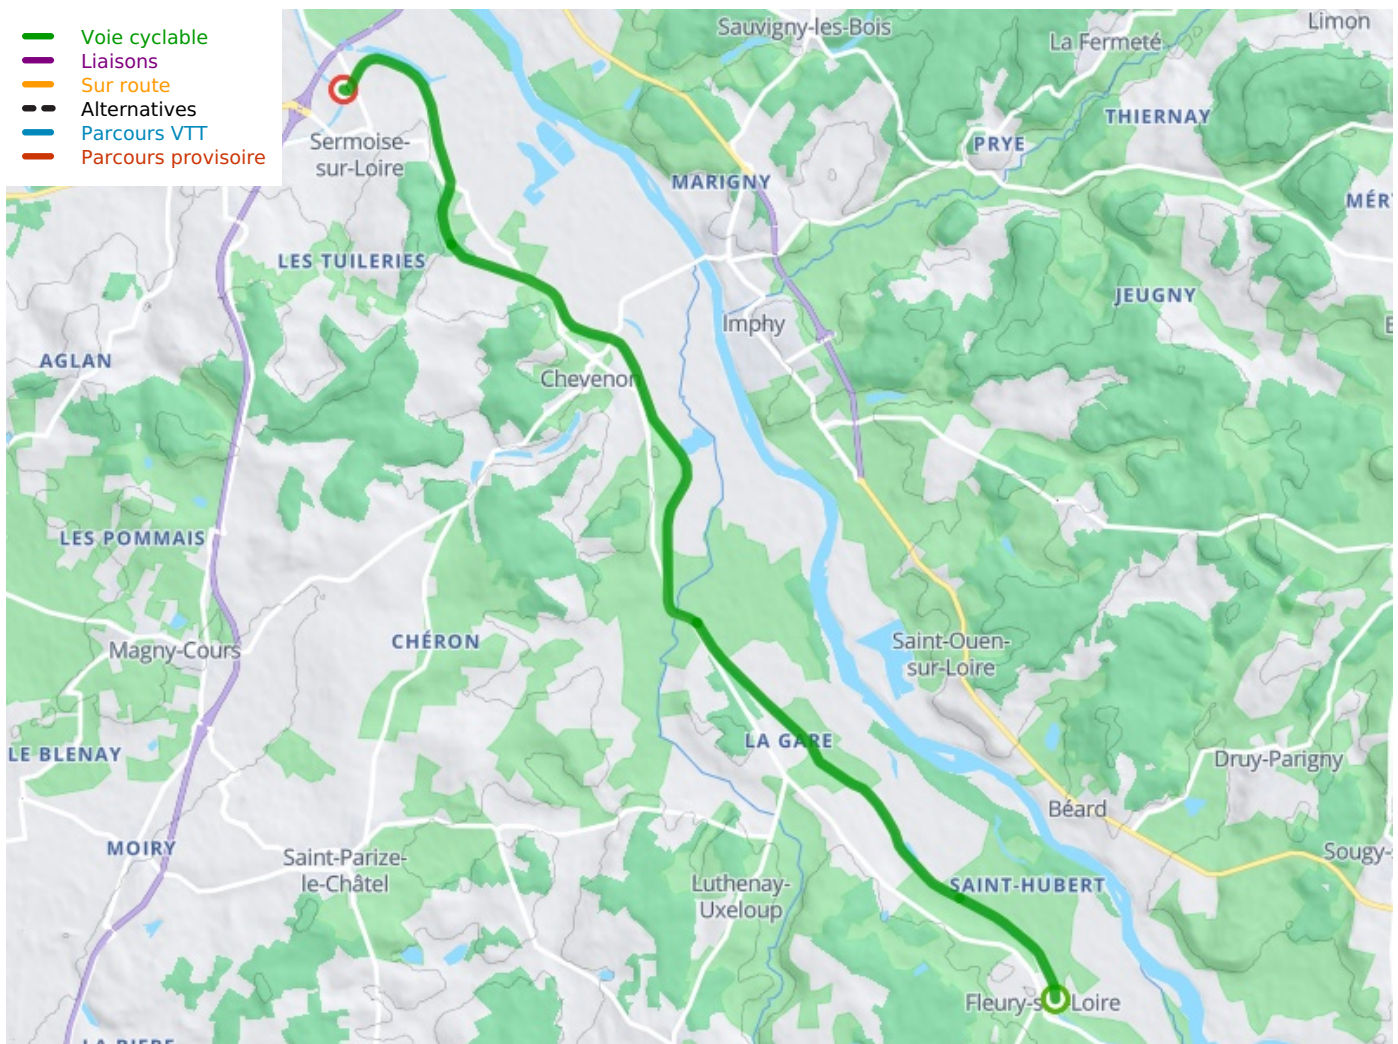 Voie cyclable
Liaisons
Sur route
Alternatives
Parcours VTT
Parcours provisoire
Sauvigny-les-Bois
Limon
La Fermeté
THIERNAY
PRYE
Sermoise-
sur-Loire
MARIGNY
LES TUILERIES
JEUGNY
Imphy
AGLAN
Chevenon
LES POMMAIS
Magny-Cours
CHÉRON
Saint-Ouen-
sur-Loire
LA GARE
LE BLENAY
Druy-Parigny
Béard
MOIRY
Saint-Parize-
le-Châtel
Sougy-
Luthenay-
Uxeloup
SAINT-HUBERT
Fleury-s
Loire